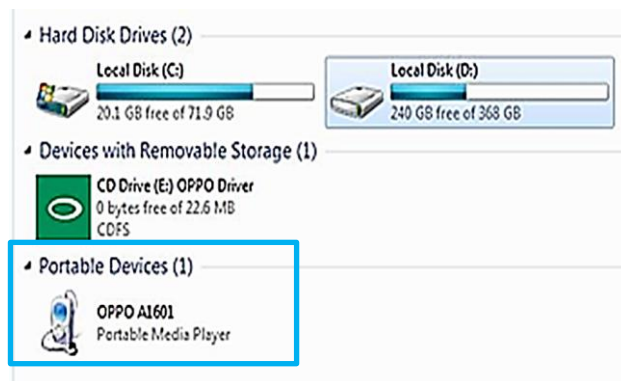 Hard Disk Drives (2)
Local Disk (C:)
20.1 GB free of 71.9 GB
Local Disk (D:)
240 GB free of 368 GB
Devices with Removable Storage (1)
CD Drive (E:) OPPO Driver
0 bytes free of 22.6 MB
CDFS
Portable Devices (1)
OPPO A1601
Portable Media Player